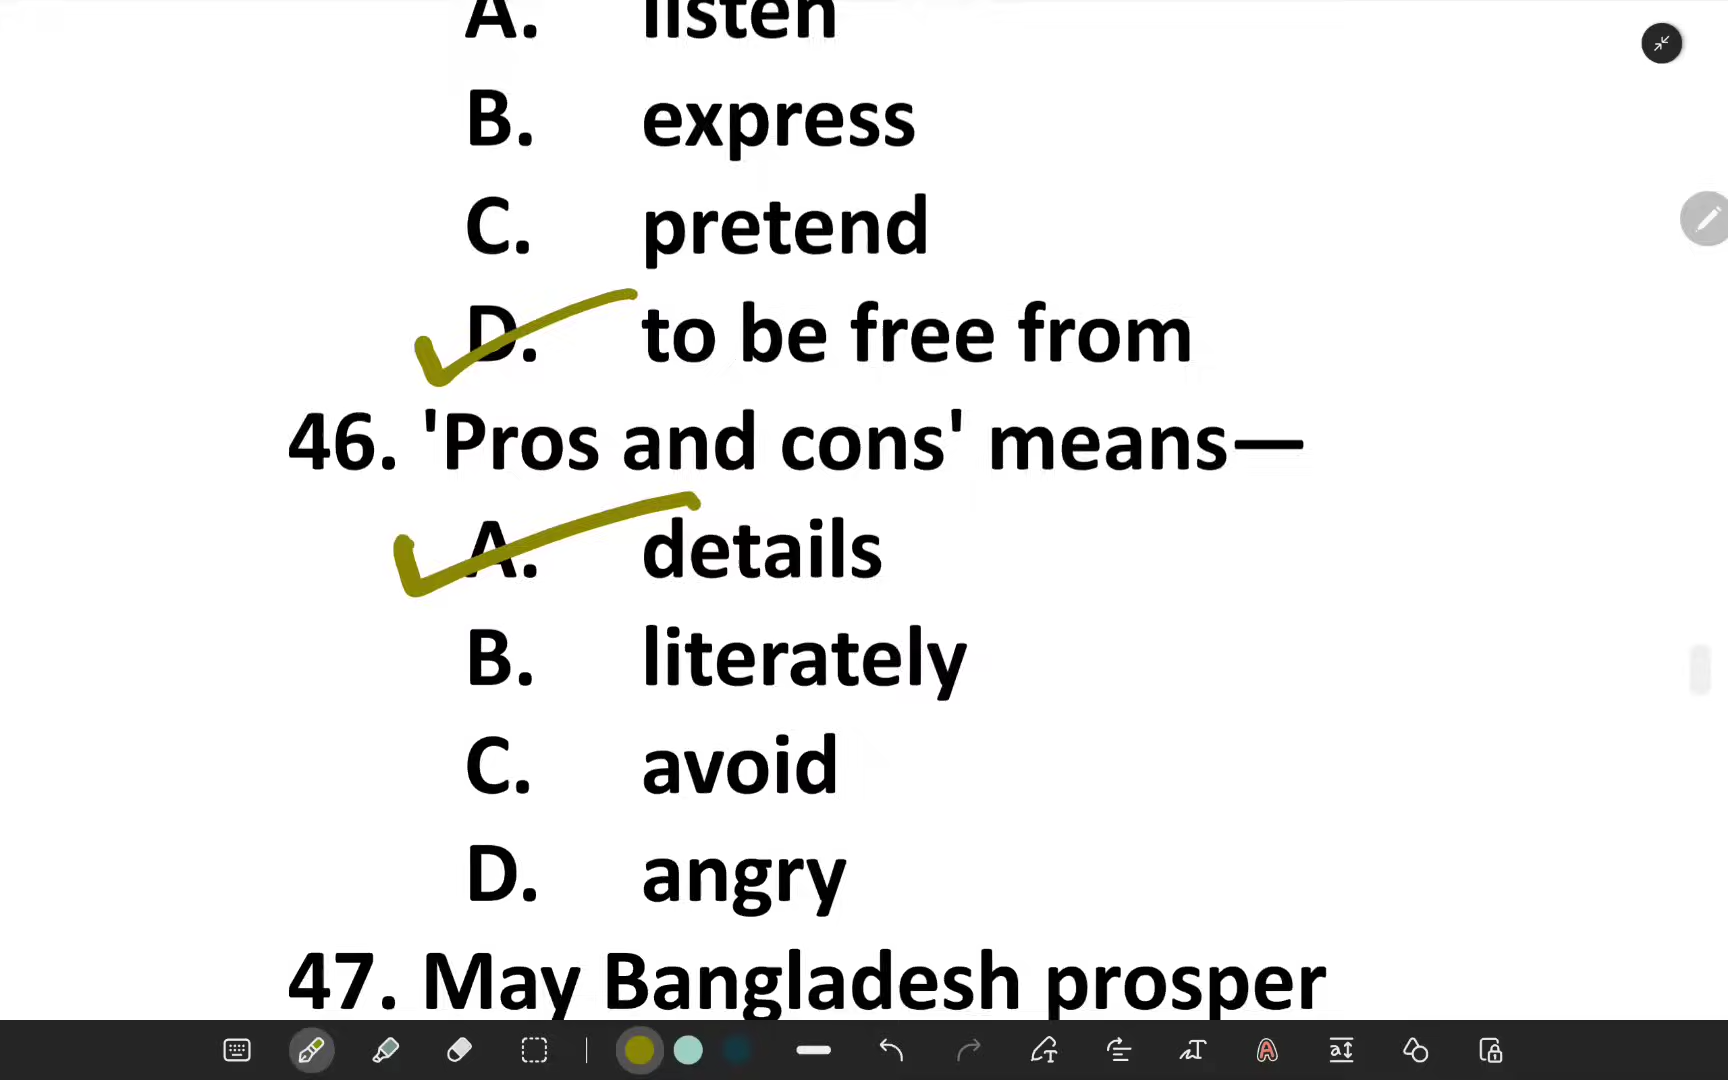 A. listen
B. express
C. pretend
D. to be free from
46. 'Pros and cons' means—
A. details
B. literately
C. avoid
D. angry
47. May Bangladesh prosper